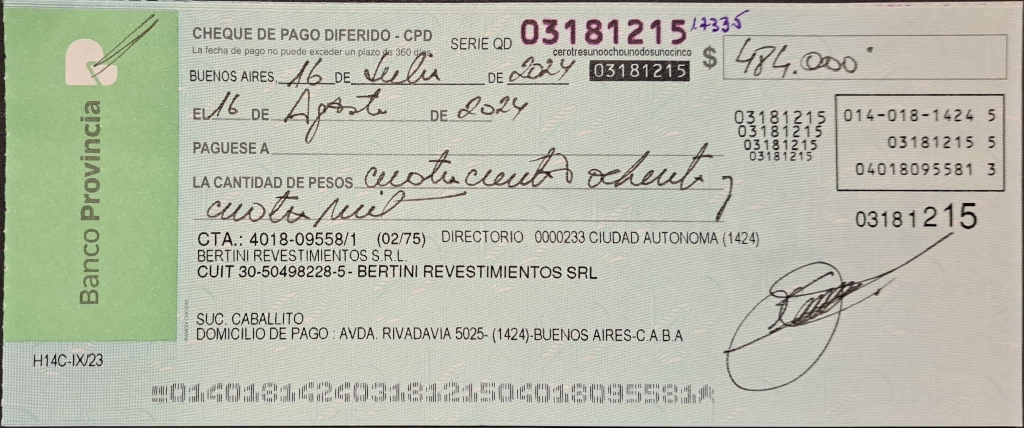 Banco Provincia
H14C-IX/23
CHEQUE DE PAGO DIFERIDO - CPD
La fecha de pago no puede exceder un plazo de 360 días
SERIE QD 03181215
17335
cerotresunoochounodosunocinco
03181215
$ 484.000
BUENOS AIRES, 16 DE Julio DE 2024
EL 16 DE Agosto DE 2024
PAGUESE A
LA CANTIDAD DE PESOS cuatrocientos ochenta y
cuatro mil
03181215
03181215
03181215
03181215
014-018-1424 5
03181215 5
04018095581 3
03181215
CTA.: 4018-09558/1 (02/75) DIRECTORIO 0000233 CIUDAD AUTONOMA (1424)
BERTINI REVESTIMIENTOS S.R.L.
CUIT 30-50498228-5- BERTINI REVESTIMIENTOS SRL
SUC. CABALLITO
DOMICILIO DE PAGO : AVDA. RIVADAVIA 5025- (1424)-BUENOS AIRES-C.A.B.A
01401814240318121504018095581